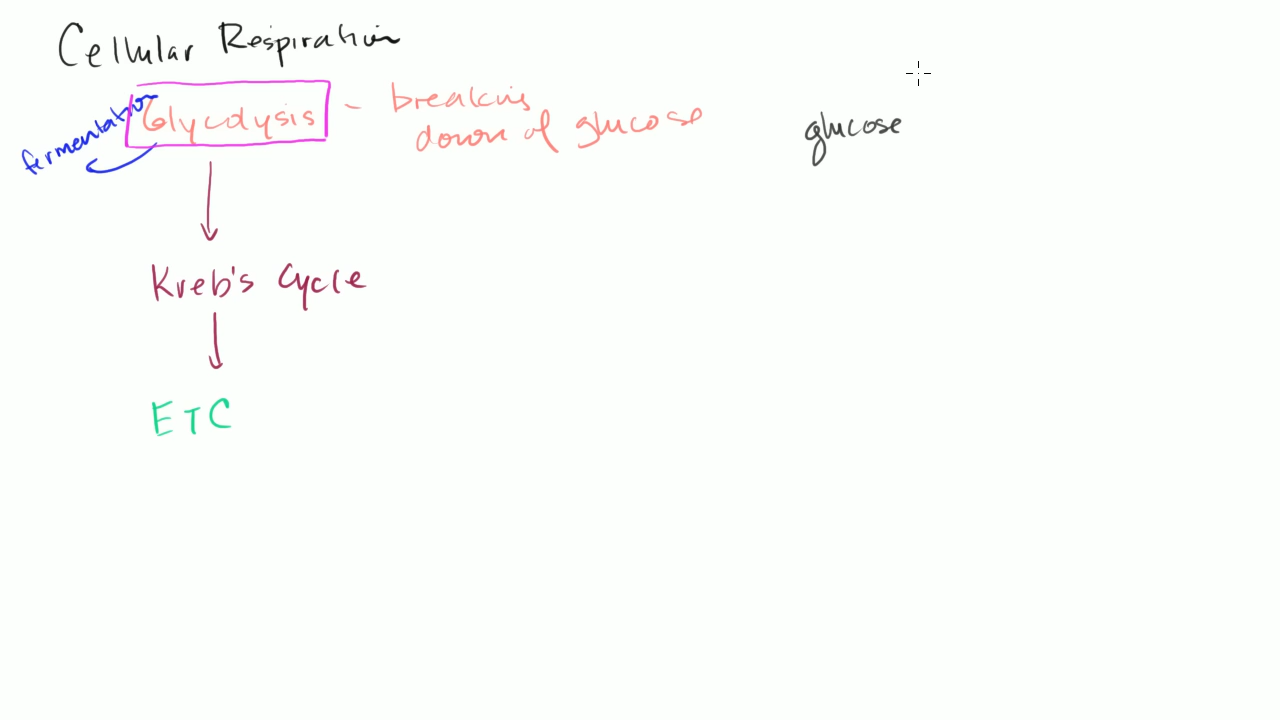 Cellular Respiration
fermentation
Glycolysis - breaking
down of glucose
glucose
Kreb's Cycle
ETC